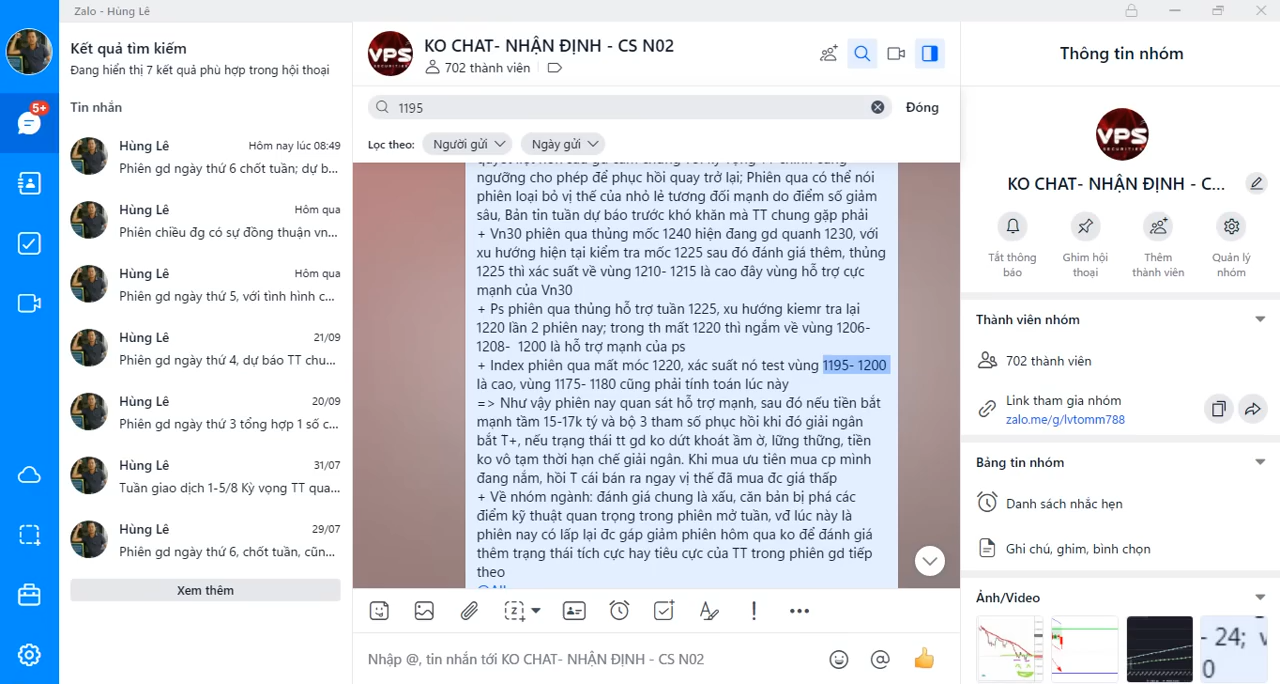 Zalo - Hùng Lê
5+
Kết quả tìm kiếm
Đang hiển thị 7 kết quả phù hợp trong hội thoại
Tin nhắn
Hùng Lê
Hôm nay lúc 08:49
Phiên gd ngày thứ 6 chốt tuần; dự b...
Hùng Lê
Hôm qua
Phiên chiều đg có sự đồng thuận vn...
Hùng Lê
Hôm qua
Phiên gd ngày thứ 5, với tình hình c...
Hùng Lê
21/09
Phiên gd ngày thứ 4, dự báo TT chu...
Hùng Lê
20/09
Phiên gd ngày thứ 3 tổng hợp 1 số c...
Hùng Lê
31/07
Tuần giao dịch 1-5/8 Kỳ vọng TT qua...
Hùng Lê
29/07
Phiên gd ngày thứ 6, chốt tuần, cũn...
Xem thêm
VPS
SECURITIES
KO CHAT- NHẬN ĐỊNH - CS N02
702 thành viên
1195
Đóng
Lọc theo:
Người gửi
Ngày gửi
ngưỡng cho phép để phục hồi quay trở lại; Phiên qua có thể nói
phiên loại bỏ vị thế của nhỏ lẻ tương đối mạnh do điểm số giảm
sâu, Bản tin tuần dự báo trước khó khăn mà TT chung gặp phải
+ Vn30 phiên qua thủng mốc 1240 hiện đang gd quanh 1230, với
xu hướng hiện tại kiểm tra mốc 1225 sau đó đánh giá thêm, thủng
1225 thì xác suất về vùng 1210- 1215 là cao đây vùng hỗ trợ cực
mạnh của Vn30
+ Ps phiên qua thủng hỗ trợ tuần 1225, xu hướng kiemr tra lại
1220 lần 2 phiên nay; trong th mất 1220 thì ngắm về vùng 1206-
1208- 1200 là hỗ trợ mạnh của ps
+ Index phiên qua mất móc 1220, xác suất nó test vùng 1195- 1200
là cao, vùng 1175- 1180 cũng phải tính toán lúc này
=> Như vậy phiên nay quan sát hỗ trợ mạnh, sau đó nếu tiền bắt
mạnh tầm 15-17k tý và bộ 3 tham số phục hồi khi đó giải ngân
bắt T+, nếu trạng thái tt gd ko dứt khoát ầm ờ, lững thững, tiền
ko vô tạm thời hạn chế giải ngân. Khi mua ưu tiên mua cp mình
đang nắm, hồi T cái bán ra ngay vị thế đã mua đc giá thấp
+ Về nhóm ngành: đánh giá chung là xấu, căn bản bị phá các
điểm kỹ thuật quan trọng trong phiên mở tuần, vđ lúc này là
phiên nay có lấp lại đc gáp giảm phiên hôm qua ko để đánh giá
thêm trạng thái tích cực hay tiêu cực của TT trong phiên gd tiếp
theo
Nhập @, tin nhắn tới KO CHAT- NHẬN ĐỊNH - CS N02
Thông tin nhóm
VPS
SECURITIES
KO CHAT- NHẬN ĐỊNH - C...
Tắt thông
báo
Ghim hội
thoại
Thêm
thành viên
Quản lý
nhóm
Thành viên nhóm
702 thành viên
Link tham gia nhóm
zalo.me/g/lvtomm788
Bảng tin nhóm
Danh sách nhắc hẹn
Ghi chú, ghim, bình chọn
Ảnh/Video
- 24; v
0